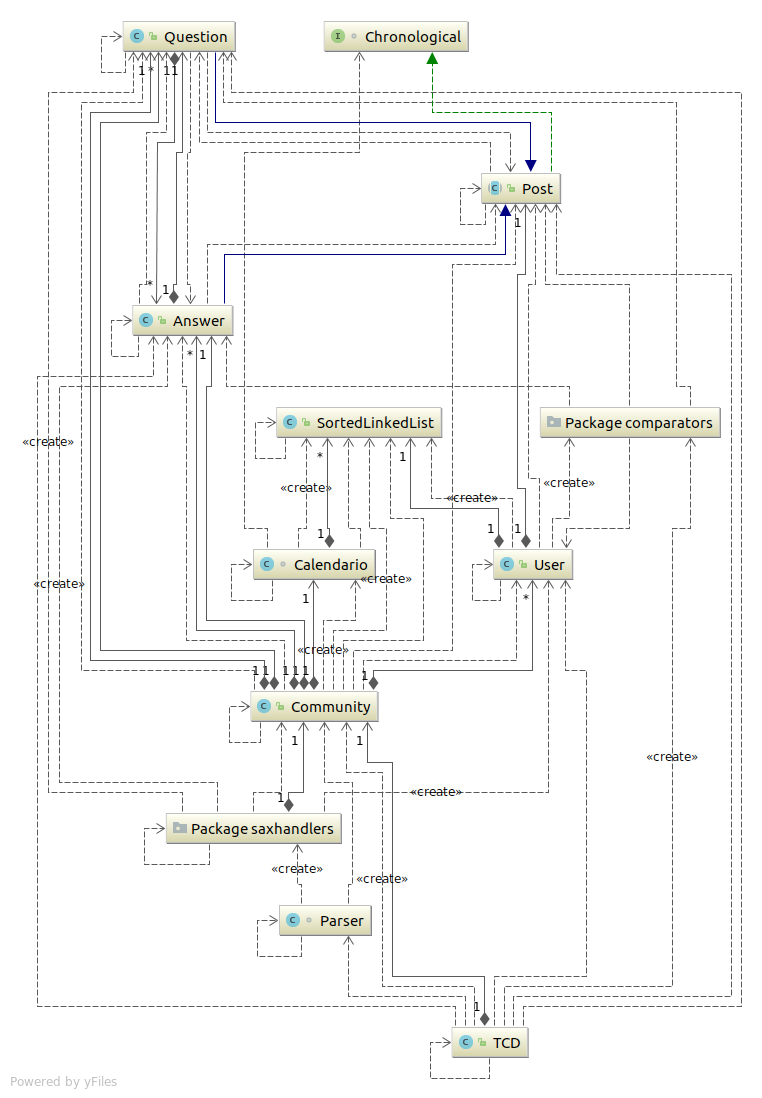 C Question
I Chronological
1 * 1 1
C Post
1
* 1
C Answer
* 1
C SortedLinkedList
Package comparators
«create»
* 1
«create»
«create»
«create»
1 1 1
C Calendario
C User
«create»
«create»
1 *
«create»
1 1 1 1 1 1
C Community
1 1
«create»
«create»
1
Package saxhandlers
«create»
«create»
C Parser
1
C TCD
Powered by yFiles